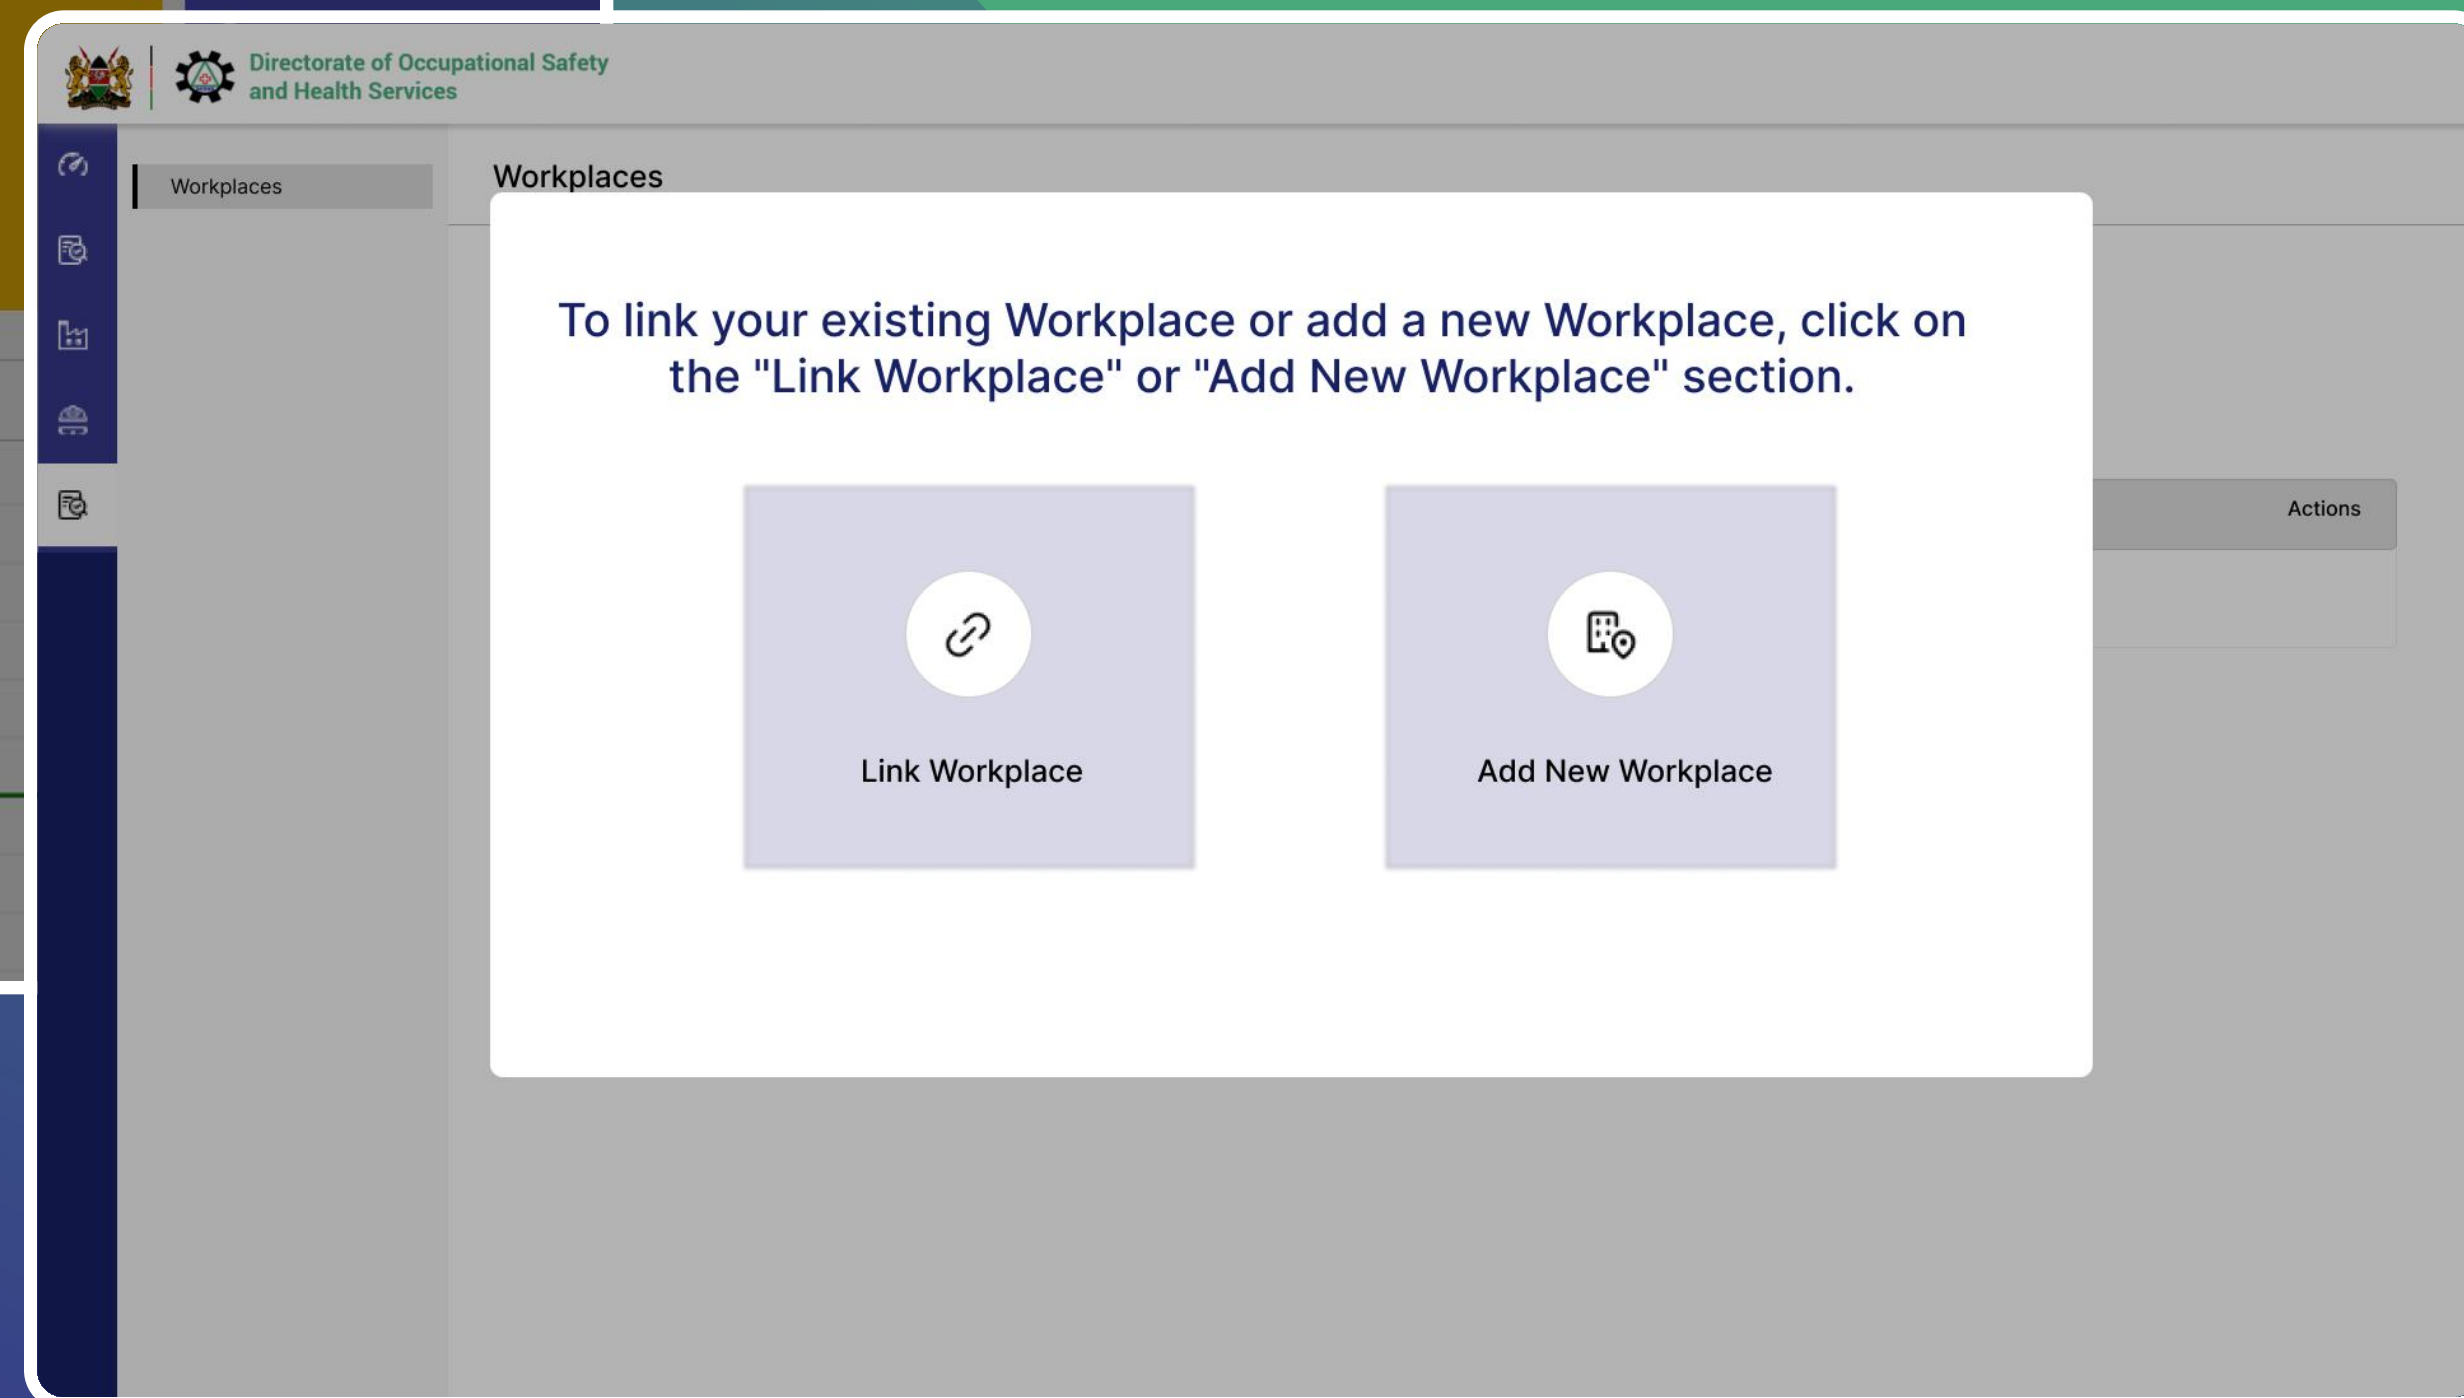 Directorate of Occupational Safety
and Health Services
Workplaces
Workplaces
To link your existing Workplace or add a new Workplace, click on
the "Link Workplace" or "Add New Workplace" section.
Actions
Link Workplace
Add New Workplace